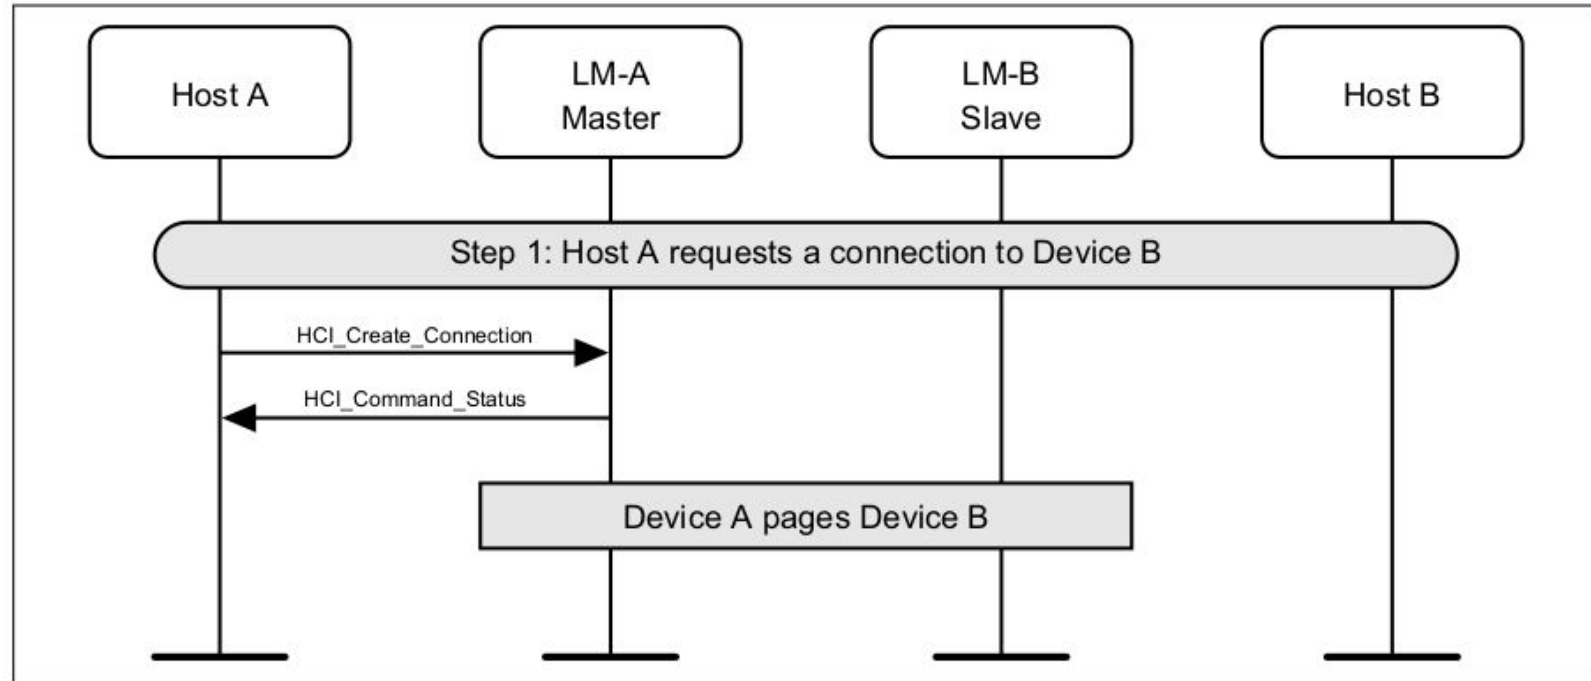 Host A
LM-A
Master
LM-B
Slave
Host B
Step 1: Host A requests a connection to Device B
HCI_Create_Connection
HCI_Command_Status
Device A pages Device B